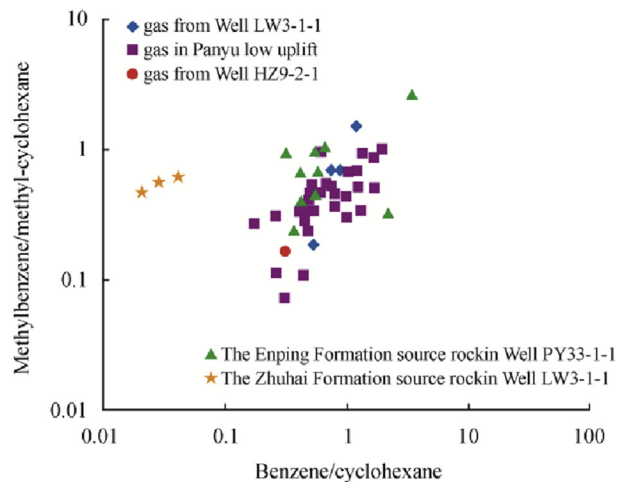 gas from Well LW3-1-1
gas in Panyu low uplift
gas from Well HZ9-2-1
10
1
0.1
0.01
Methylbenzene/methyl-cyclohexane
The Enping Formation source rockin Well PY33-1-1
The Zhuhai Formation source rockin Well LW3-1-1
0.01
0.1
1
10
100
Benzene/cyclohexane